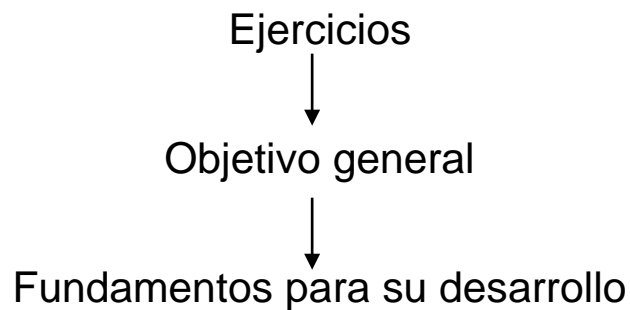 Ejercicios
Objetivo general
Fundamentos para su desarrollo